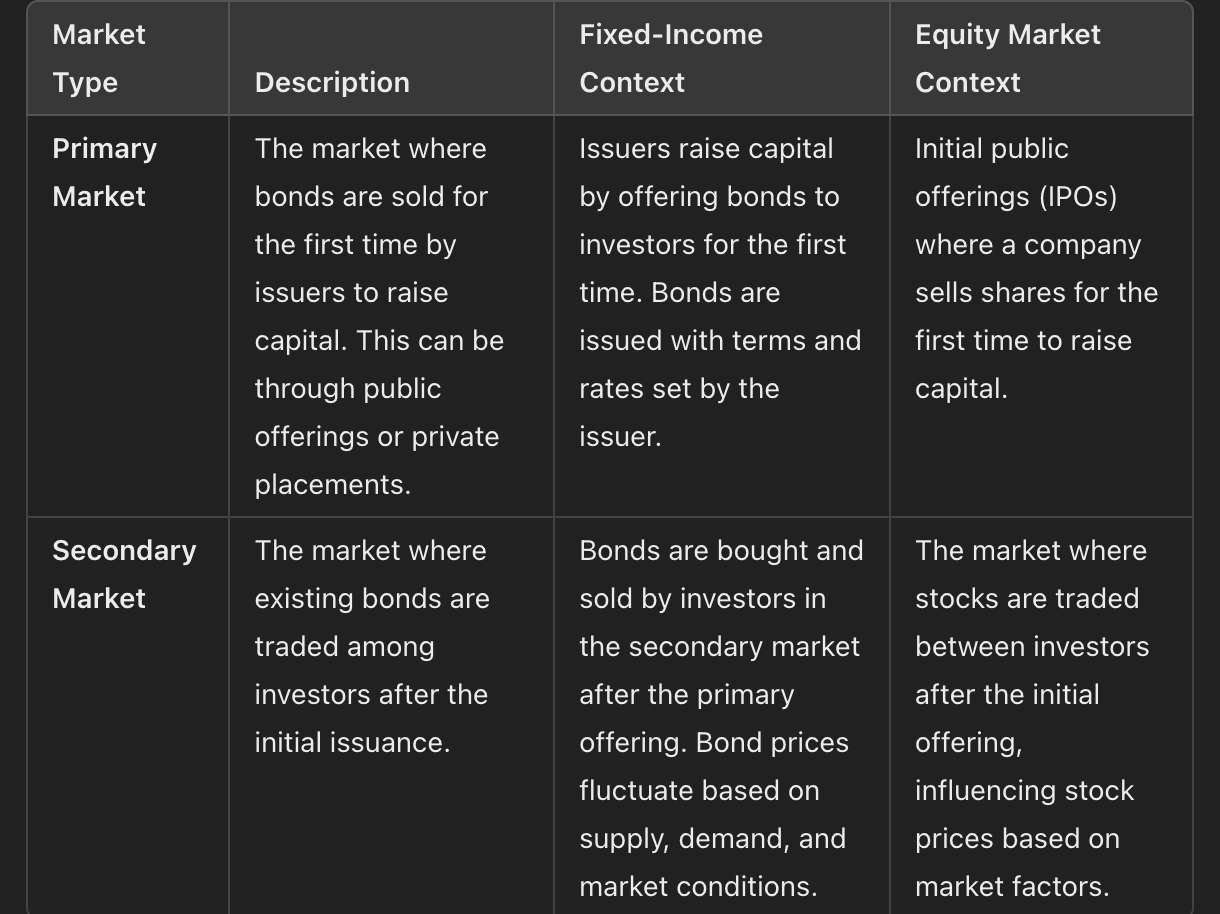 Market
Type
Description
Fixed-Income
Context
Equity Market
Context
Primary
Market
The market where
bonds are sold for
the first time by
issuers to raise
capital. This can be
through public
offerings or private
placements.
Issuers raise capital
by offering bonds to
investors for the first
time. Bonds are
issued with terms and
rates set by the
issuer.
Initial public
offerings (IPOs)
where a company
sells shares for the
first time to raise
capital.
Secondary
Market
The market where
existing bonds are
traded among
investors after the
initial issuance.
Bonds are bought and
sold by investors in
the secondary market
after the primary
offering. Bond prices
fluctuate based on
supply, demand, and
market conditions.
The market where
stocks are traded
between investors
after the initial
offering,
influencing stock
prices based on
market factors.